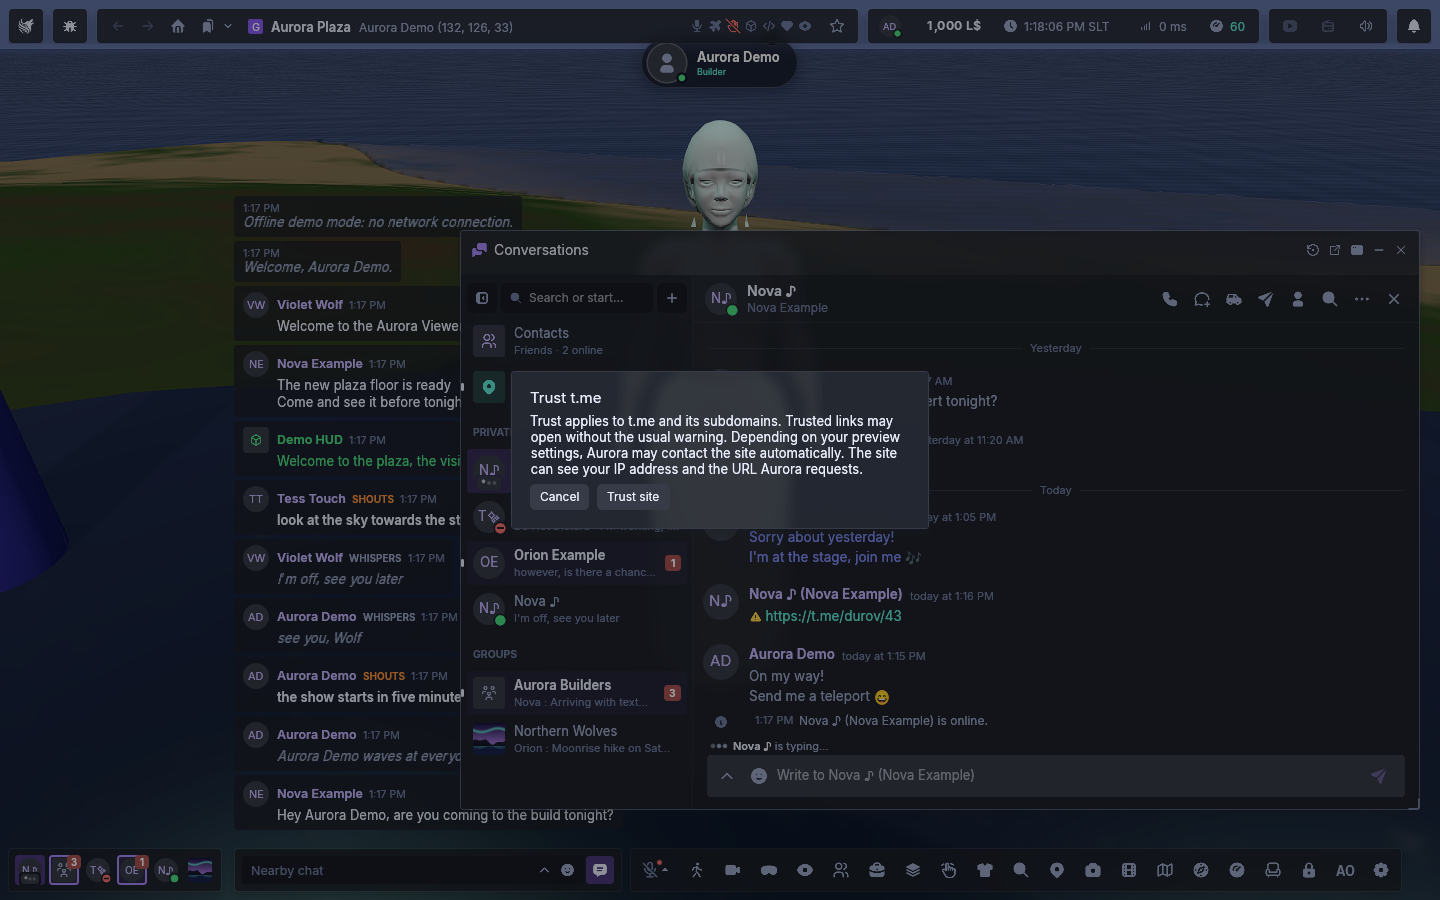 G Aurora Plaza Aurora Demo (132, 126, 33)
AD 1,000 L$ 1:18:06 PM SLT 0 ms 60
Aurora Demo
Builder
1:17 PM
Offline demo mode: no network connection.
1:17 PM
Welcome, Aurora Demo.
VW Violet Wolf 1:17 PM
Welcome to the Aurora Viewe
NE Nova Example 1:17 PM
The new plaza floor is ready
Come and see it before tonigh
Demo HUD 1:17 PM
Welcome to the plaza, the visi
TT Tess Touch SHOUTS 1:17 PM
look at the sky towards the st
VW Violet Wolf WHISPERS 1:17 PM
I'm off, see you later
AD Aurora Demo WHISPERS 1:17 PM
see you, Wolf
AD Aurora Demo SHOUTS 1:17 PM
the show starts in five minute
AD Aurora Demo 1:17 PM
Aurora Demo waves at everyo
NE Nova Example 1:17 PM
Hey Aurora Demo, are you coming to the build tonight?
Conversations
Search or start...
Contacts
Friends · 2 online
PRIVAT
N♪
T
OE Orion Example 1
however, is there a chanc...
N♪ Nova ♪
I'm off, see you later
GROUPS
Aurora Builders 3
Nova : Arriving with text...
Northern Wolves
Orion : Moonrise hike on Sat...
N♪ Nova ♪
Nova Example
Yesterday
7 AM
ert tonight?
terday at 11:20 AM
Today
ay at 1:05 PM
Sorry about yesterday!
I'm at the stage, join me 🎶
N♪ Nova ♪ (Nova Example) today at 1:16 PM
⚠ https://t.me/durov/43
AD Aurora Demo today at 1:15 PM
On my way!
Send me a teleport 😄
1:17 PM Nova ♪ (Nova Example) is online.
Nova ♪ is typing...
Write to Nova ♪ (Nova Example)
Trust t.me
Trust applies to t.me and its subdomains. Trusted links may
open without the usual warning. Depending on your preview
settings, Aurora may contact the site automatically. The site
can see your IP address and the URL Aurora requests.
Cancel Trust site
N♪ 3 T OE 1 N♪
Nearby chat
AO